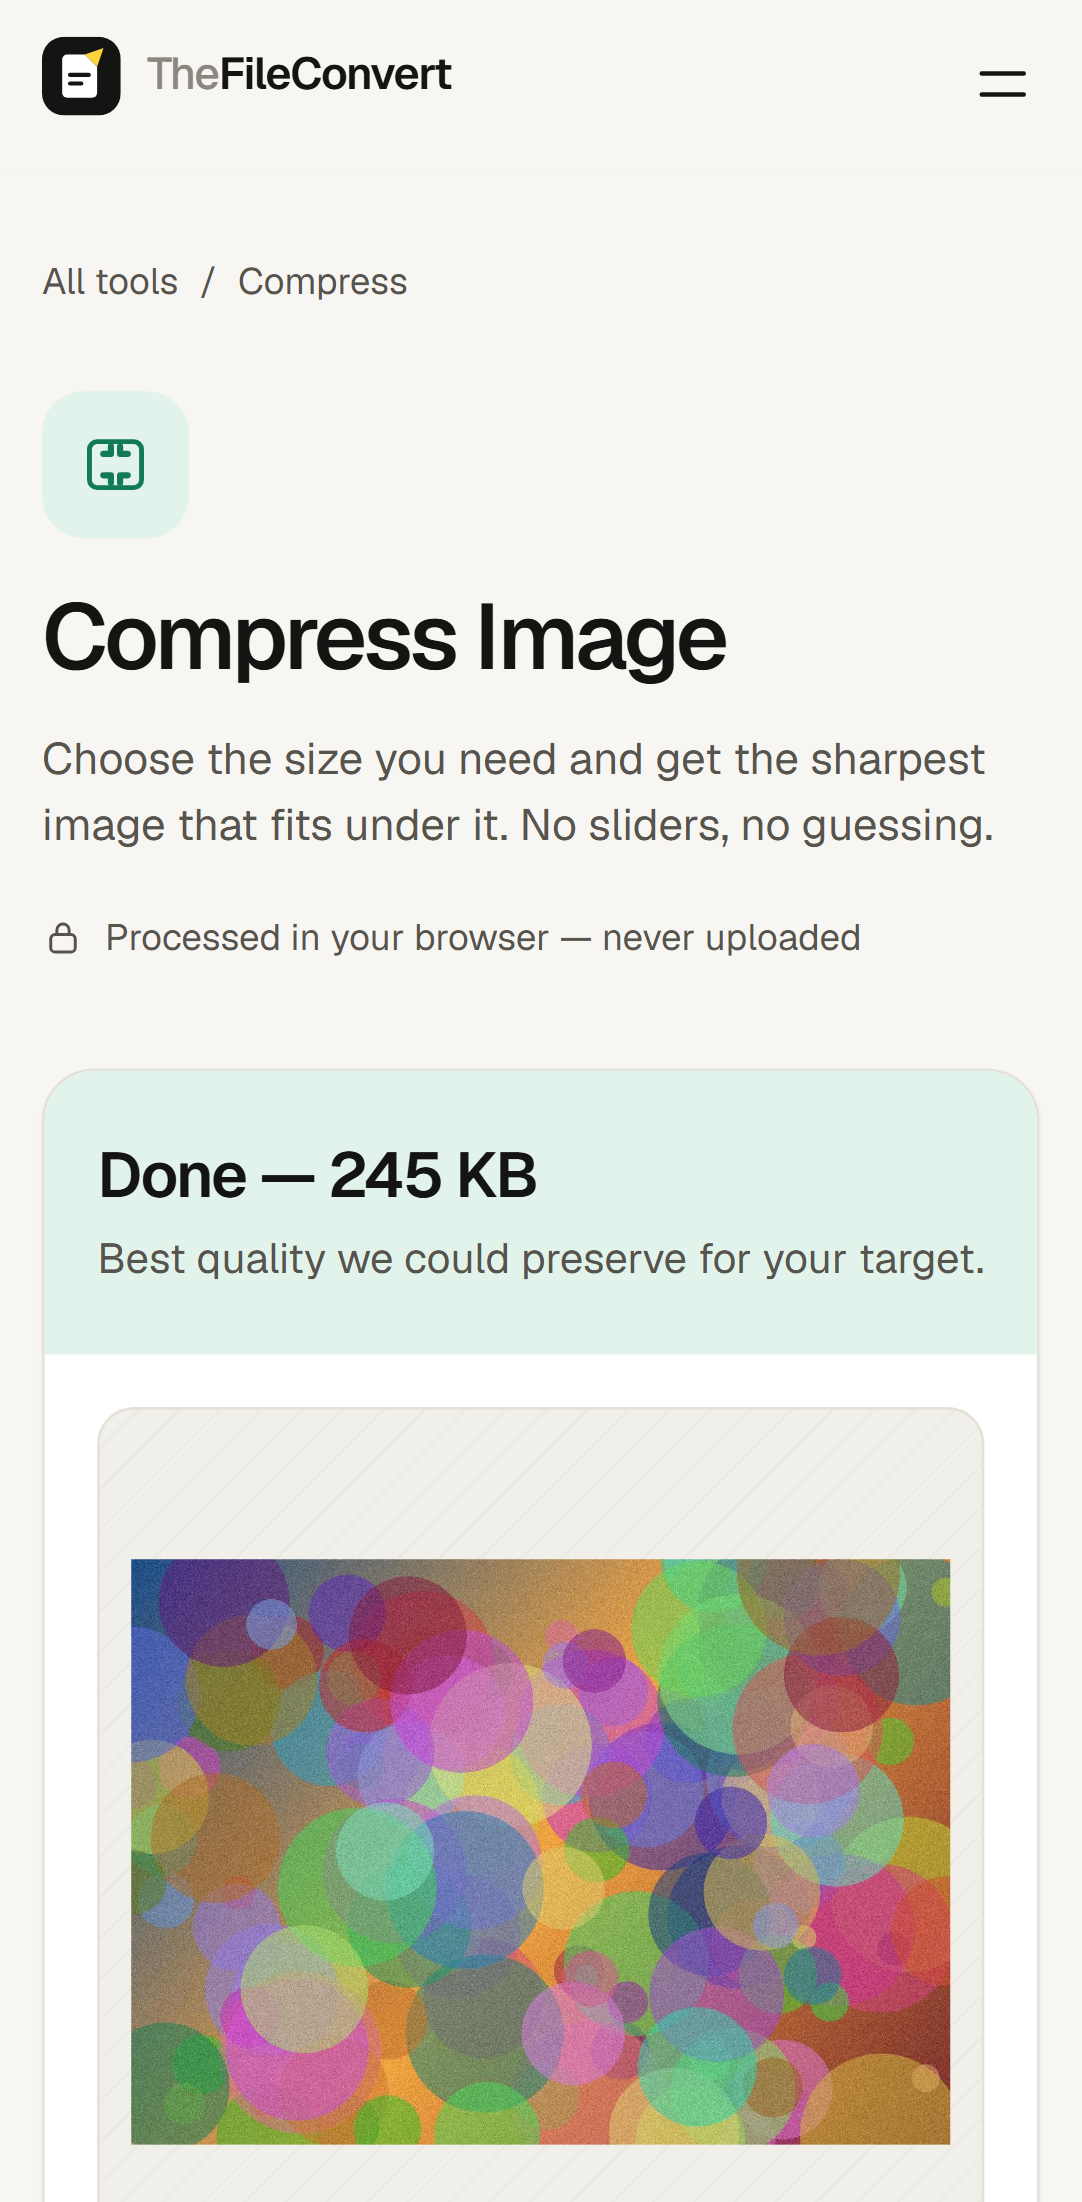 TheFileConvert
All tools / Compress
Compress Image
Choose the size you need and get the sharpest
image that fits under it. No sliders, no guessing.
Processed in your browser — never uploaded
Done — 245 KB
Best quality we could preserve for your target.